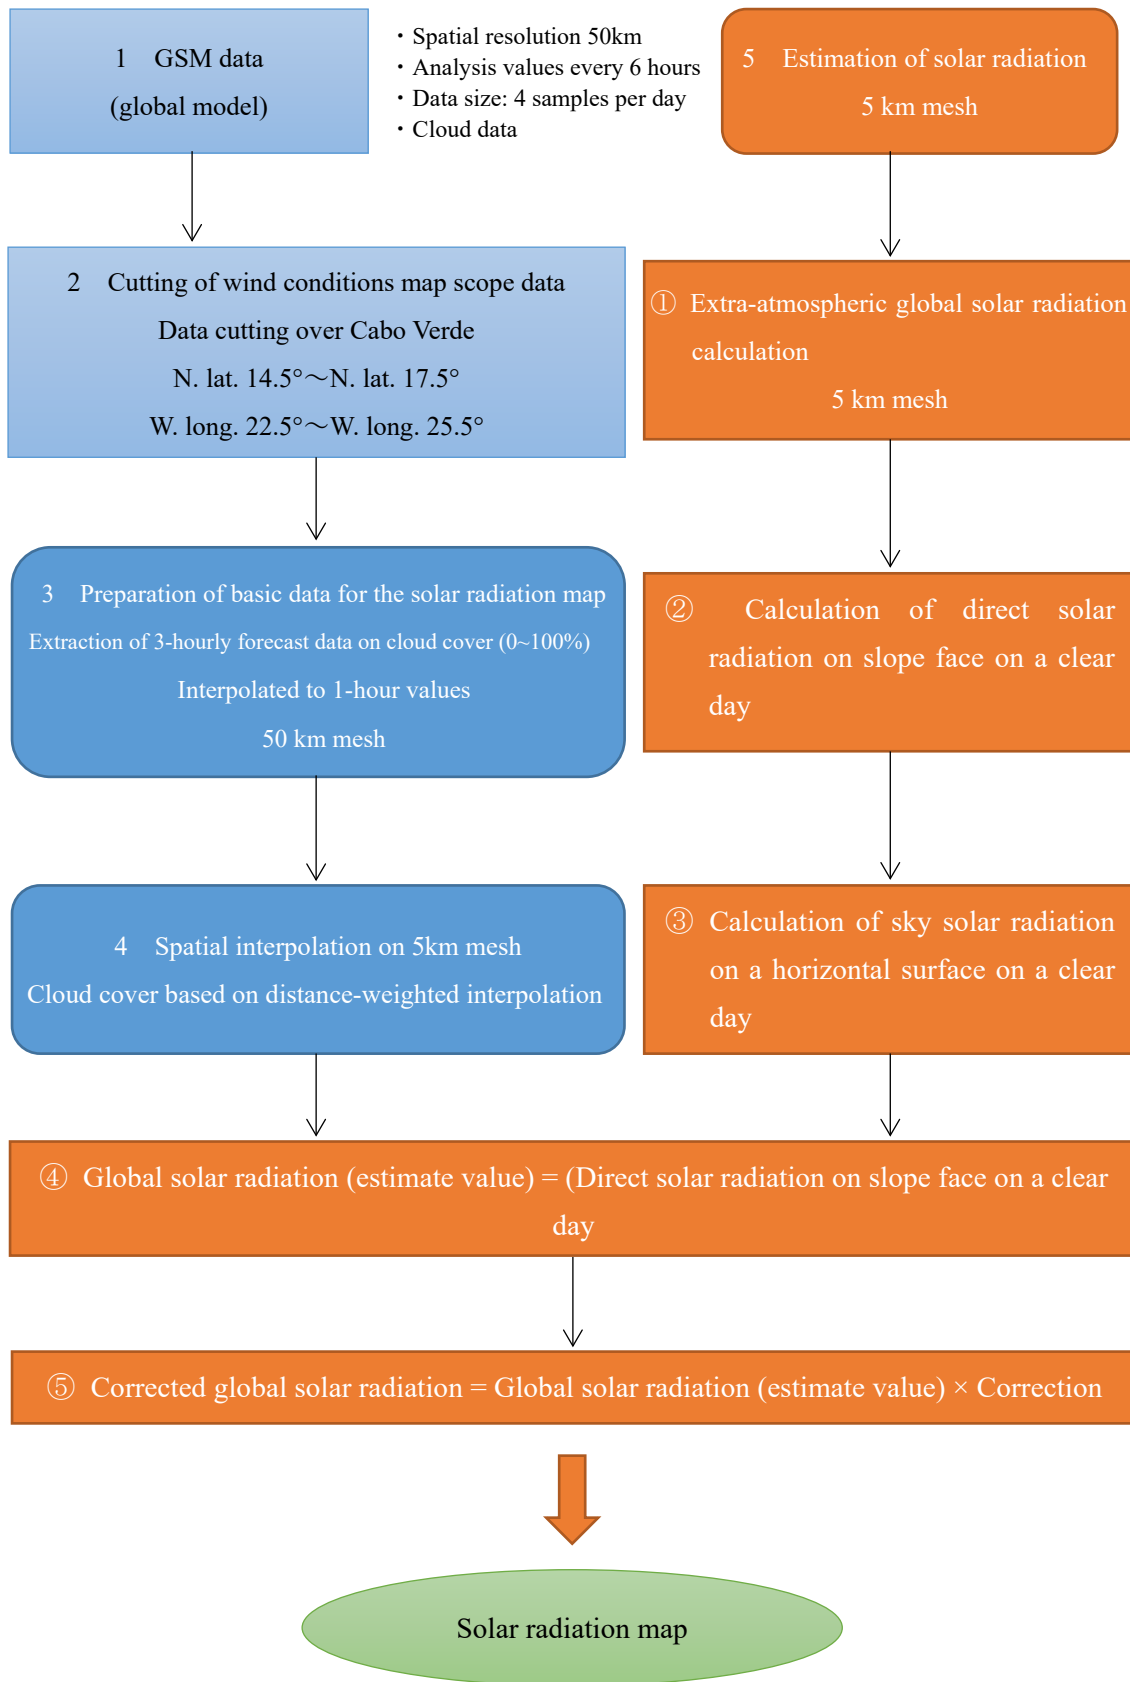 1 GSM data
(global model)
・Spatial resolution 50km
・Analysis values every 6 hours
・Data size: 4 samples per day
・Cloud data
2 Cutting of wind conditions map scope data
Data cutting over Cabo Verde
N. lat. 14.5°～N. lat. 17.5°
W. long. 22.5°～W. long. 25.5°
3 Preparation of basic data for the solar radiation map
Extraction of 3-hourly forecast data on cloud cover (0~100%)
Interpolated to 1-hour values
50 km mesh
4 Spatial interpolation on 5km mesh
Cloud cover based on distance-weighted interpolation
5 Estimation of solar radiation
5 km mesh
① Extra-atmospheric global solar radiation
calculation
5 km mesh
② Calculation of direct solar
radiation on slope face on a clear
day
③ Calculation of sky solar radiation
on a horizontal surface on a clear
day
④ Global solar radiation (estimate value) = (Direct solar radiation on slope face on a clear
day
⑤ Corrected global solar radiation = Global solar radiation (estimate value) × Correction
Solar radiation map